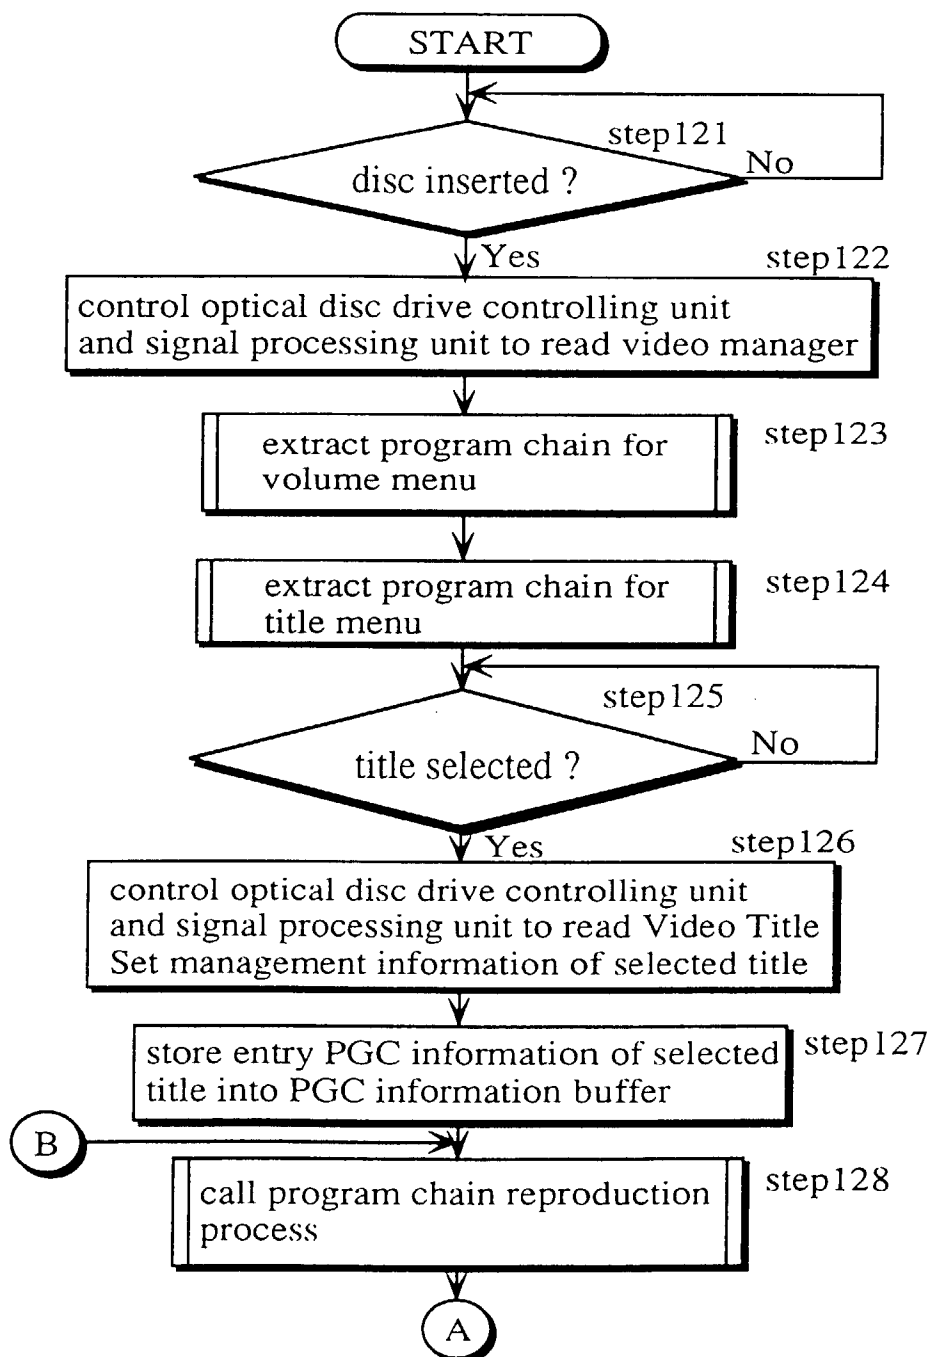 START
step121
No
disc inserted ?
Yes
step122
control optical disc drive controlling unit
and signal processing unit to read video manager
step123
extract program chain for
volume menu
step124
extract program chain for
title menu
step125
No
title selected ?
Yes
step126
control optical disc drive controlling unit
and signal processing unit to read Video Title
Set management information of selected title
step127
store entry PGC information of selected
title into PGC information buffer
B
step128
call program chain reproduction
process
A